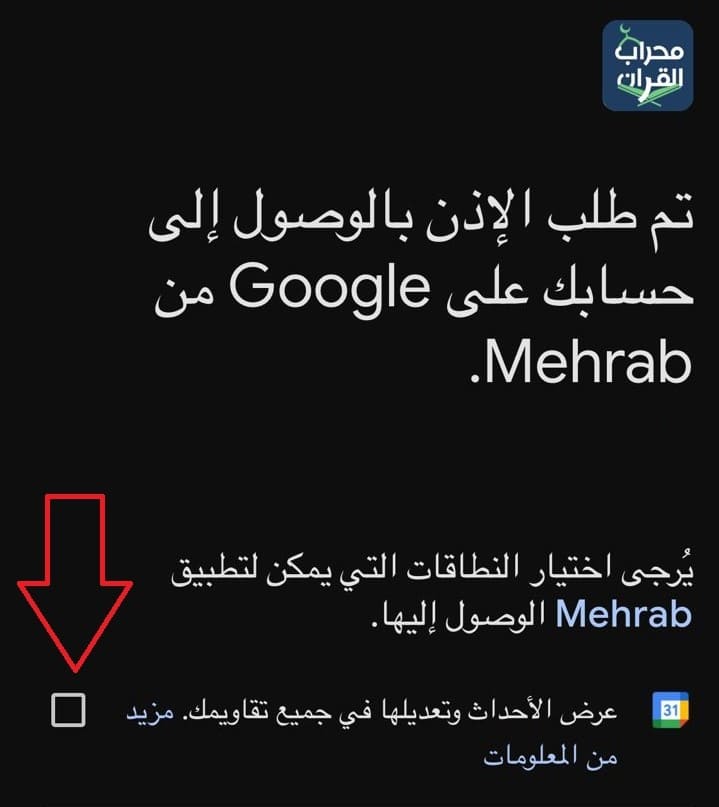 محراب
القران
تم طلب الإذن بالوصول إلى
حسابك على Google من
Mehrab.
يُرجى اختيار النطاقات التي يمكن لتطبيق
Mehrab الوصول إليها.
31
عرض الأحداث وتعديلها في جميع تقاويمك. مزيد
من المعلومات